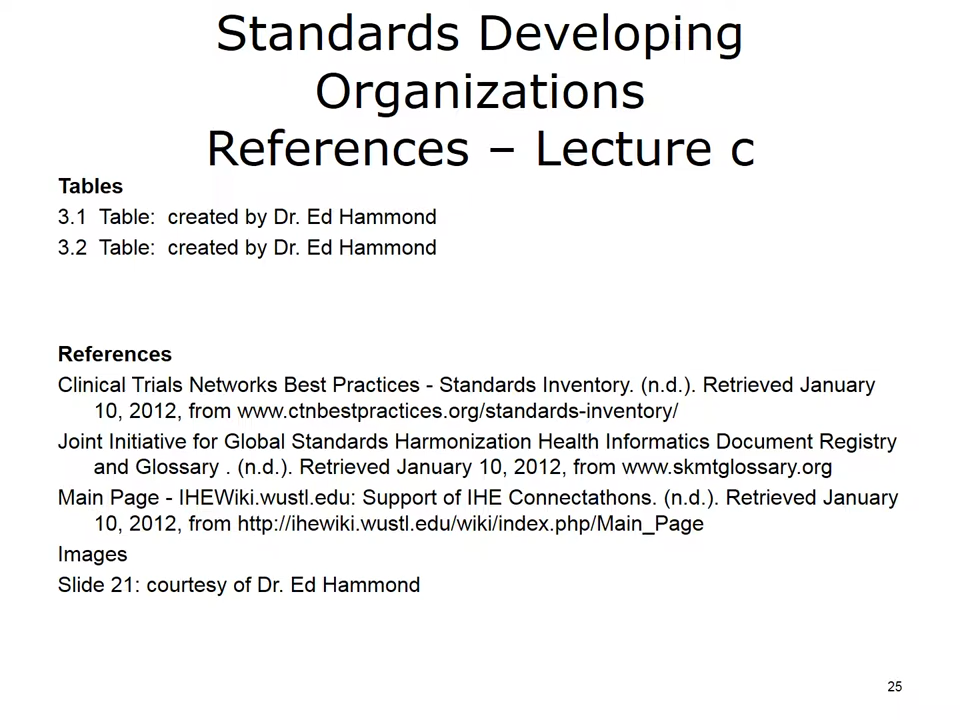 Standards Developing
Organizations
References – Lecture c
Tables
3.1 Table: created by Dr. Ed Hammond
3.2 Table: created by Dr. Ed Hammond
References
Clinical Trials Networks Best Practices - Standards Inventory. (n.d.). Retrieved January
10, 2012, from www.ctnbestpractices.org/standards-inventory/
Joint Initiative for Global Standards Harmonization Health Informatics Document Registry
and Glossary . (n.d.). Retrieved January 10, 2012, from www.skmtglossary.org
Main Page - IHEWiki.wustl.edu: Support of IHE Connectathons. (n.d.). Retrieved January
10, 2012, from http://ihewiki.wustl.edu/wiki/index.php/Main_Page
Images
Slide 21: courtesy of Dr. Ed Hammond
25